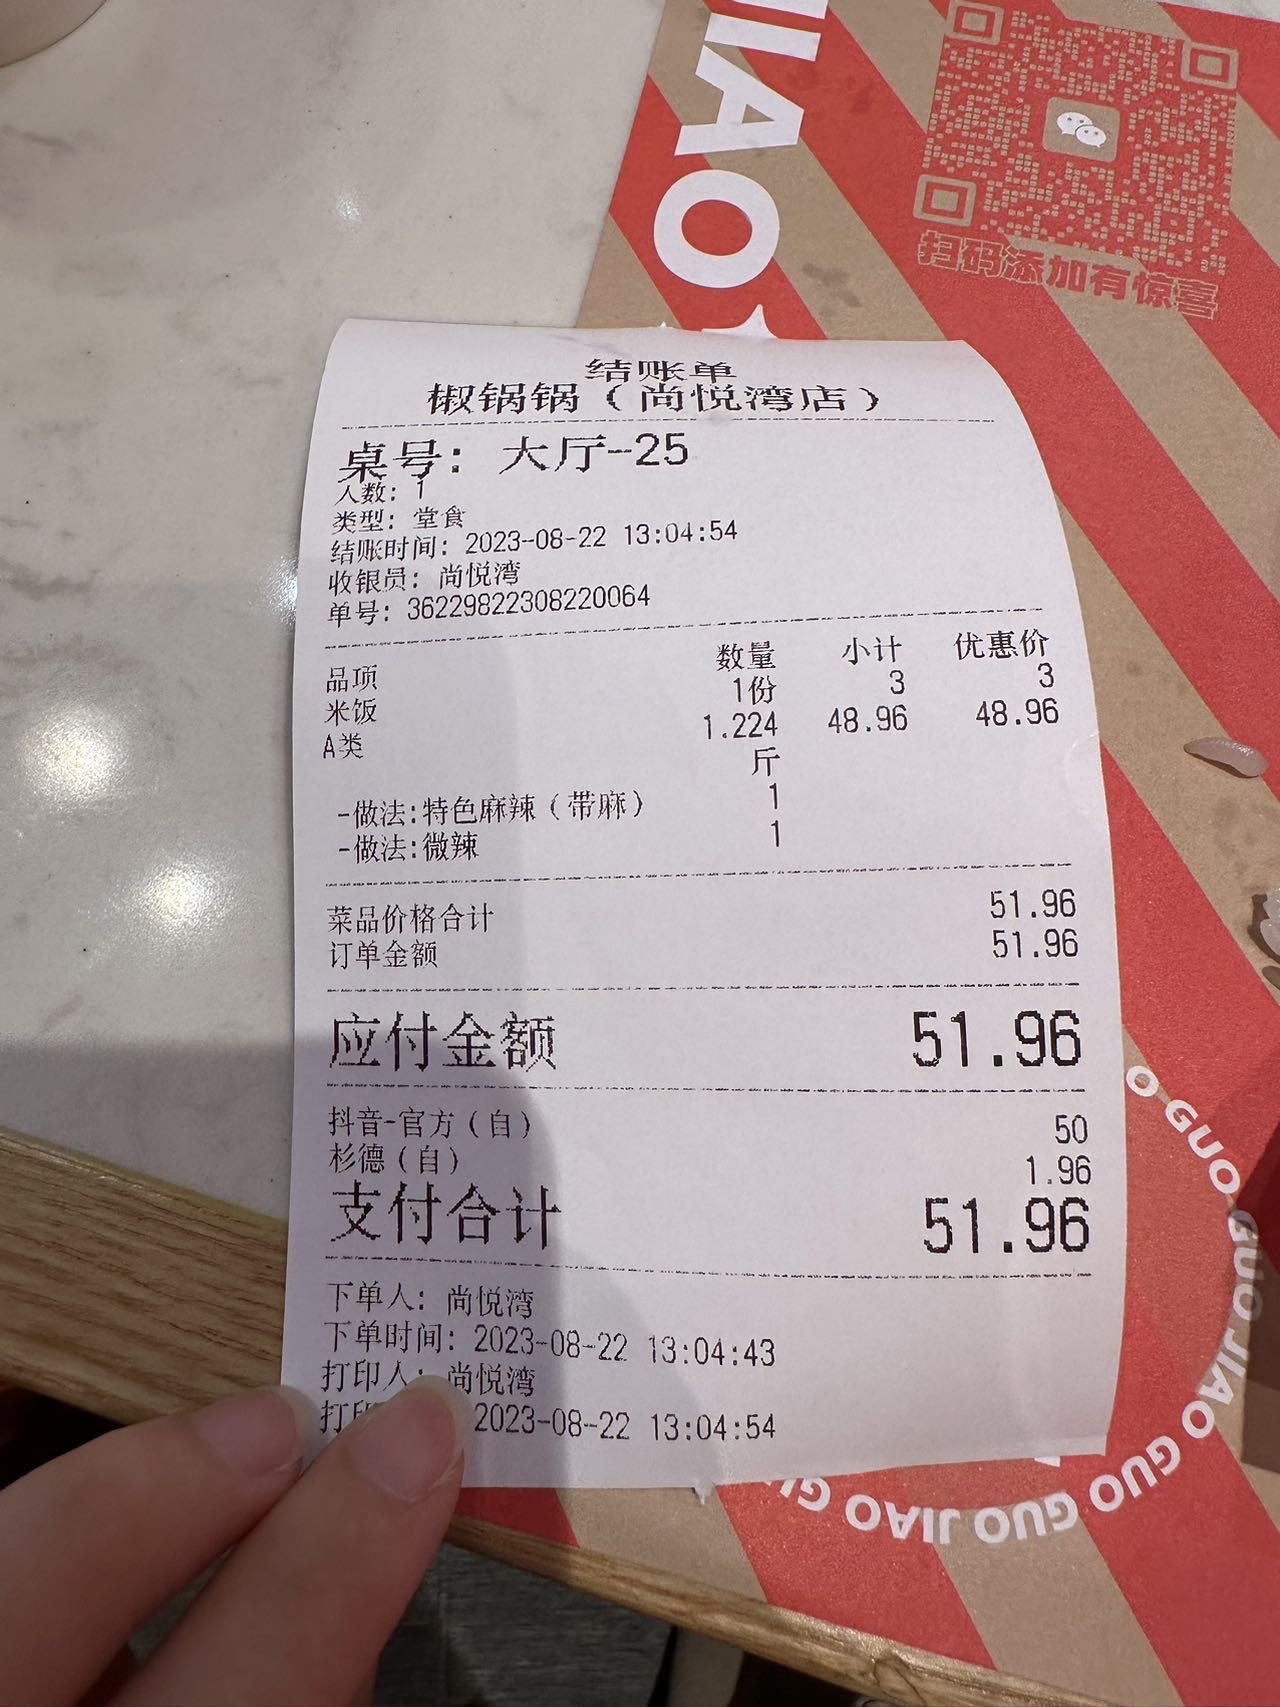 JIAO
扫码添加有惊喜
结账单
椒锅锅（尚悦湾店）
桌号： 大厅-25
人数： 1
类型： 堂食
结账时间： 2023-08-22 13:04:54
收银员： 尚悦湾
单号： 36229822308220064
品项 数量 小计 优惠价
米饭 1份 3 3
A类 1.224 48.96 48.96
斤
-做法:特色麻辣（带麻） 1
-做法:微辣 1
菜品价格合计 51.96
订单金额 51.96
应付金额 51.96
抖音-官方（自） 50
杉德（自） 1.96
支付合计 51.96
下单人： 尚悦湾
下单时间： 2023-08-22 13:04:43
打印人： 尚悦湾
打印 2023-08-22 13:04:54
O GUO GUO JIAO GUO GUO JIAO G